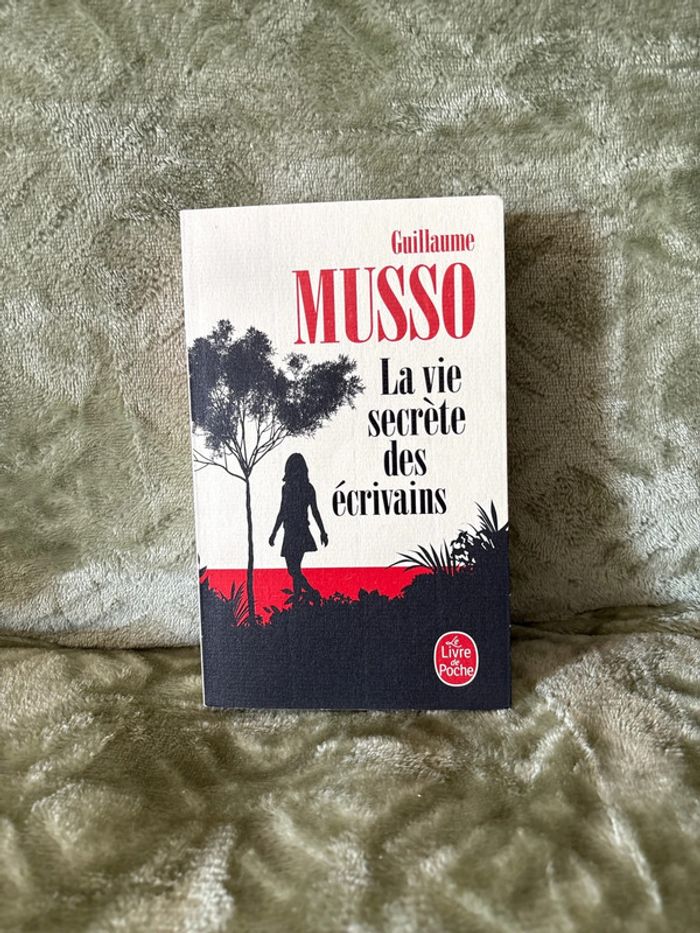 Guillaume
MUSSO
La vie
secrète
des
écrivains
Le
Livre
de
Poche